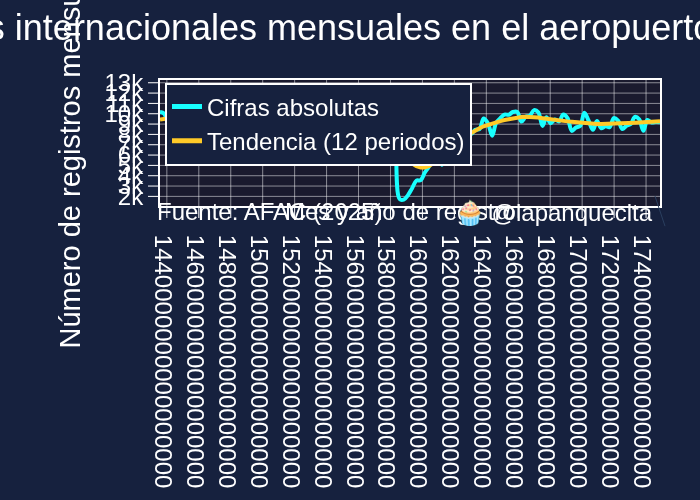 s internacionales mensuales en el aeropuerto
Número de registros mensu
13k
12k
11k
10k
9k
8k
7k
6k
5k
4k
3k
2k
Cifras absolutas
Tendencia (12 periodos)
Fuente: AFAC (2025)
Mes y año de registro
🧁 @lapanquecita
1440000000000000000
1460000000000000000
1480000000000000000
1500000000000000000
1520000000000000000
1540000000000000000
1560000000000000000
1580000000000000000
1600000000000000000
1620000000000000000
1640000000000000000
1660000000000000000
1680000000000000000
1700000000000000000
1720000000000000000
1740000000000000000